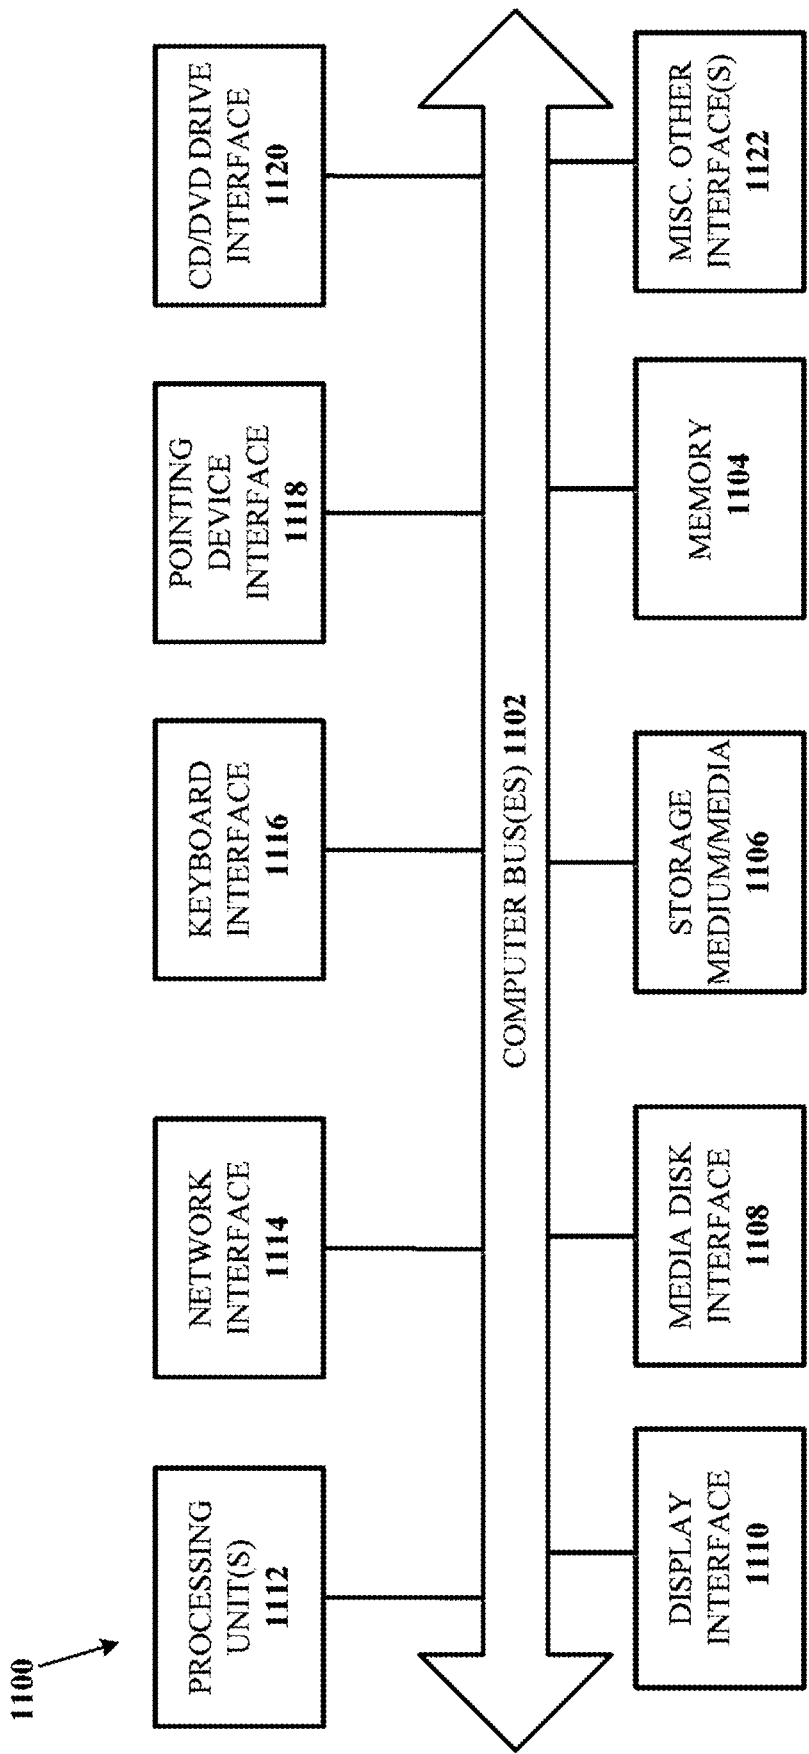 1100
PROCESSING
UNIT(S)
1112
NETWORK
INTERFACE
1114
KEYBOARD
INTERFACE
1116
POINTING
DEVICE
INTERFACE
1118
CD/DVD DRIVE
INTERFACE
1120
COMPUTER BUS(ES) 1102
DISPLAY
INTERFACE
1110
MEDIA DISK
INTERFACE
1108
STORAGE
MEDIUM/MEDIA
1106
MEMORY
1104
MISC. OTHER
INTERFACE(S)
1122